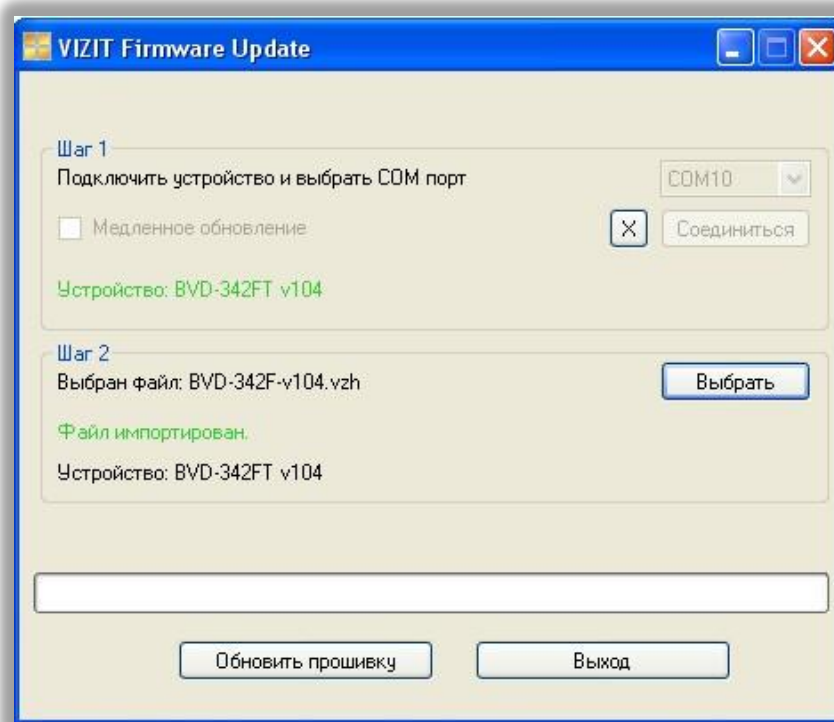 VIZIT Firmware Update
Шаг 1
Подключить устройство и выбрать COM порт
COM10
Медленное обновление
X
Соединиться
Устройство: BVD-342FT v104
Шаг 2
Выбран файл: BVD-342F-v104.vzh
Выбрать
Файл импортирован.
Устройство: BVD-342FT v104
Обновить прошивку
Выход